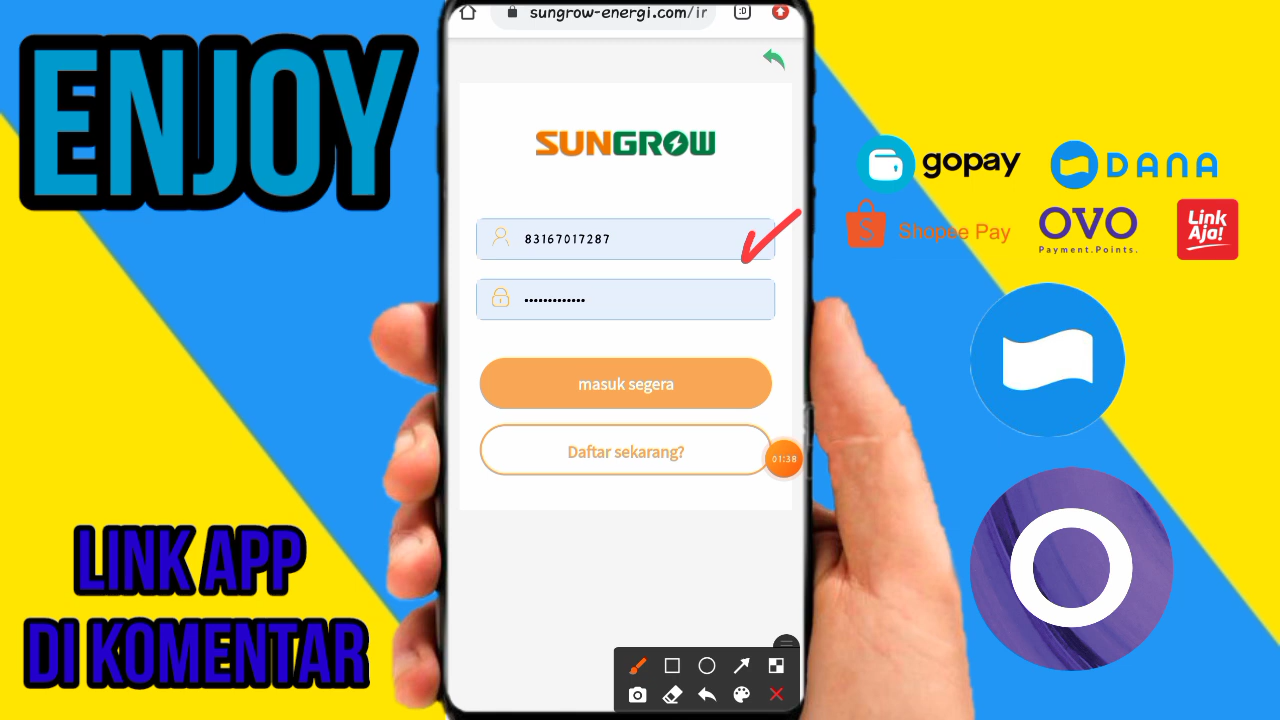 ENJOY
LINK APP
DI KOMENTAR
sungrow-energi.com/ir
:D
SUNGROW
83167017287
•••••••••••••
masuk segera
Daftar sekarang?
01:38
gopay
DANA
S
Shopee Pay
OVO
Payment.Points.
Link
Aja!